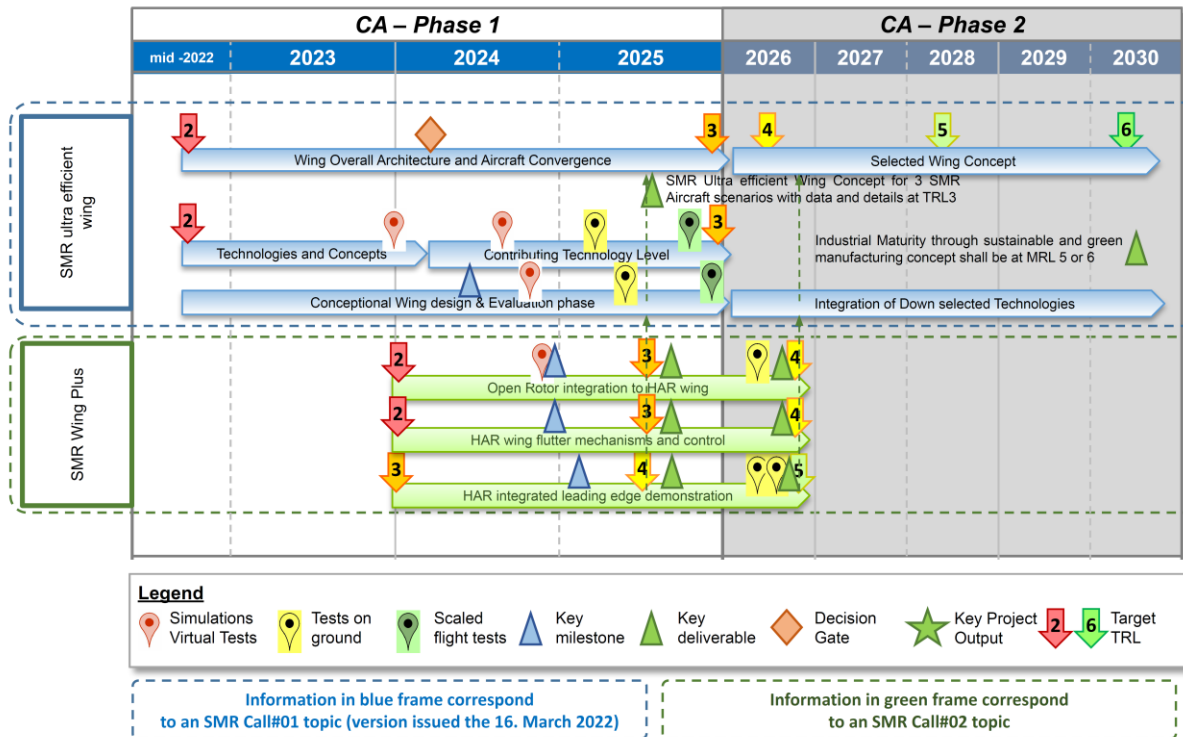 CA – Phase 1
CA – Phase 2
mid -2022
2023
2024
2025
2026
2027
2028
2029
2030
SMR ultra efficient
wing
2
3
4
5
6
Wing Overall Architecture and Aircraft Convergence
Selected Wing Concept
SMR Ultra efficient Wing Concept for 3 SMR
Aircraft scenarios with data and details at TRL3
2
3
Technologies and Concepts
Contributing Technology Level
Industrial Maturity through sustainable and green
manufacturing concept shall be at MRL 5 or 6
Conceptional Wing design & Evaluation phase
Integration of Down selected Technologies
SMR Wing Plus
2
3
4
Open Rotor integration to HAR wing
2
3
4
HAR wing flutter mechanisms and control
3
4
5
HAR integrated leading edge demonstration
Legend
Simulations
Virtual Tests
Tests on
ground
Scaled
flight tests
Key
milestone
Key
deliverable
Decision
Gate
Key Project
Output
2
6
Target
TRL
Information in blue frame correspond
to an SMR Call#01 topic (version issued the 16. March 2022)
Information in green frame correspond
to an SMR Call#02 topic